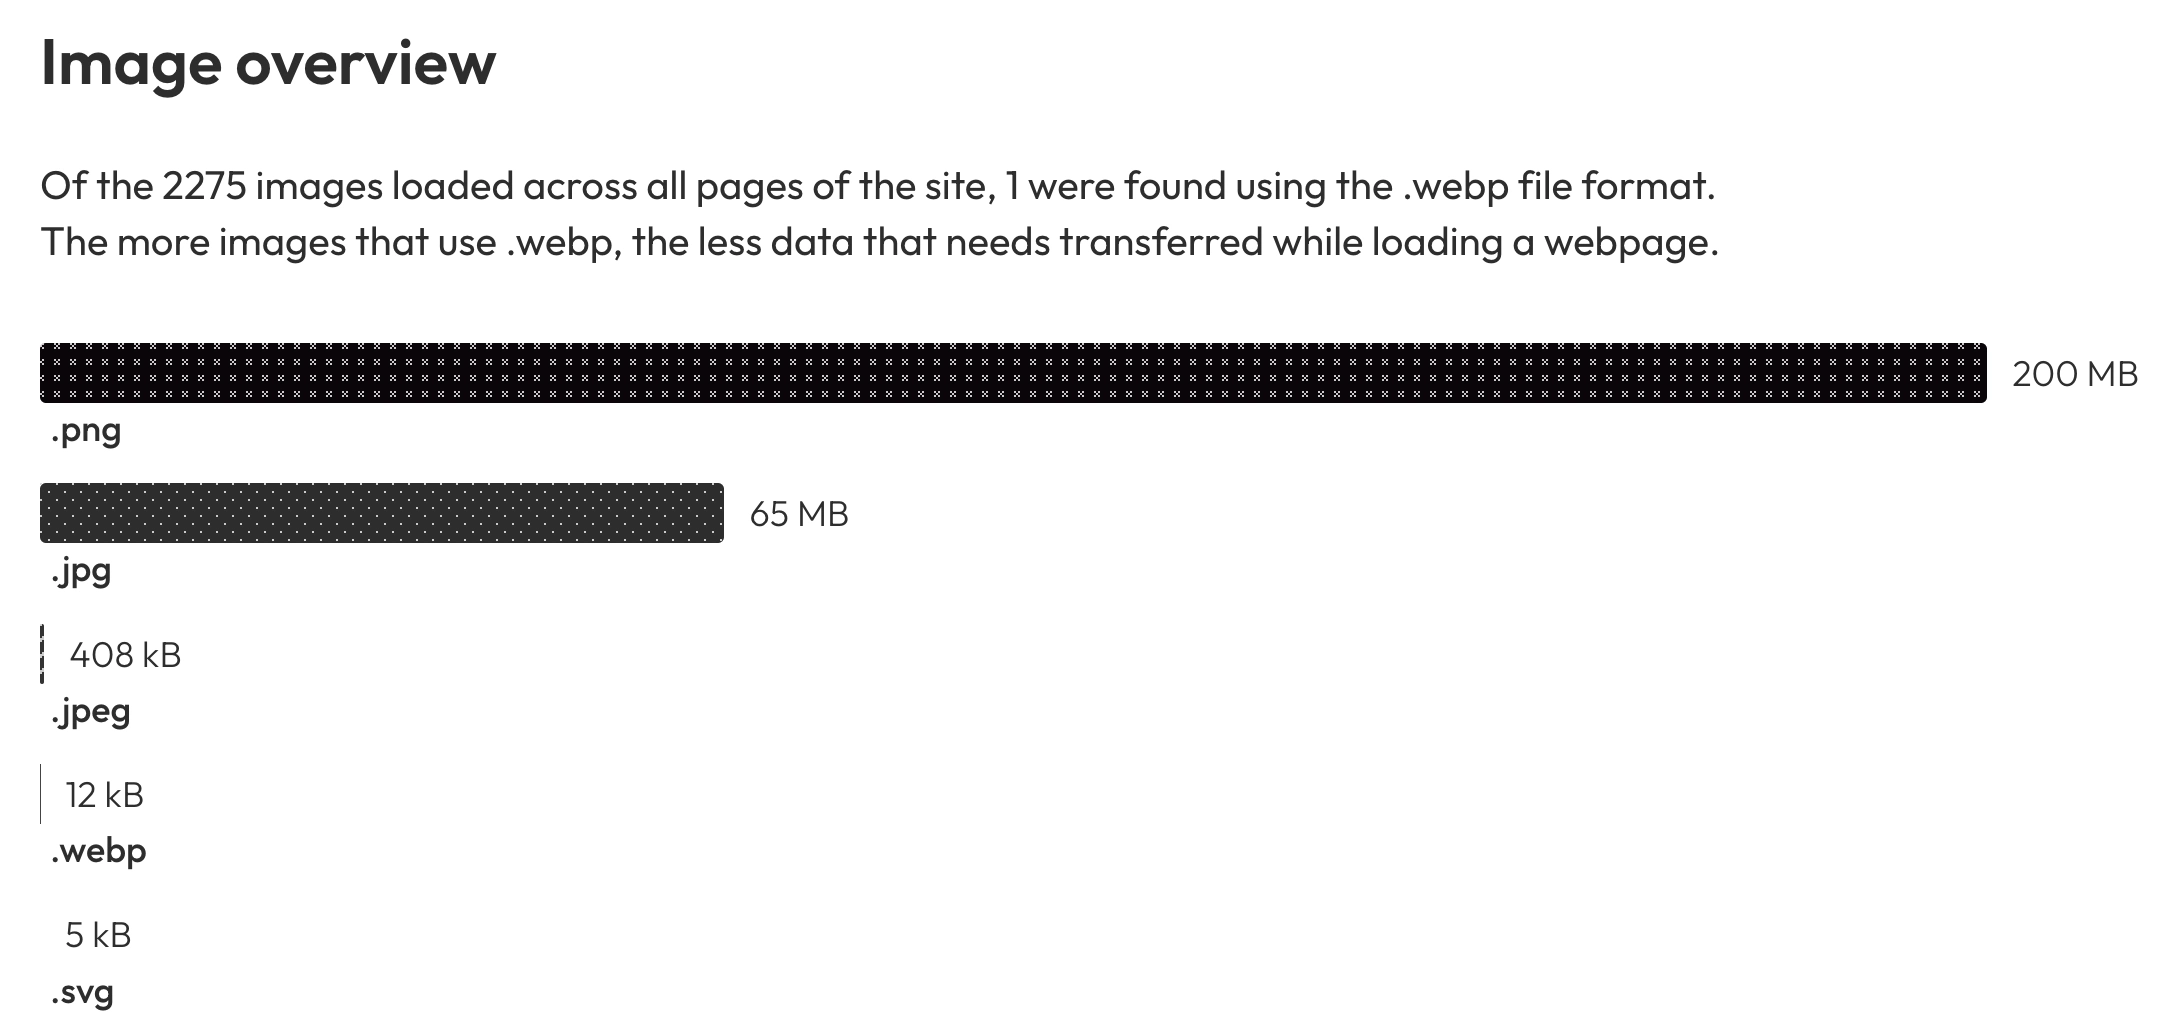 Image overview
Of the 2275 images loaded across all pages of the site, 1 were found using the .webp file format.
The more images that use .webp, the less data that needs transferred while loading a webpage.
200 MB
.png
65 MB
.jpg
408 kB
.jpeg
12 kB
.webp
5 kB
.svg